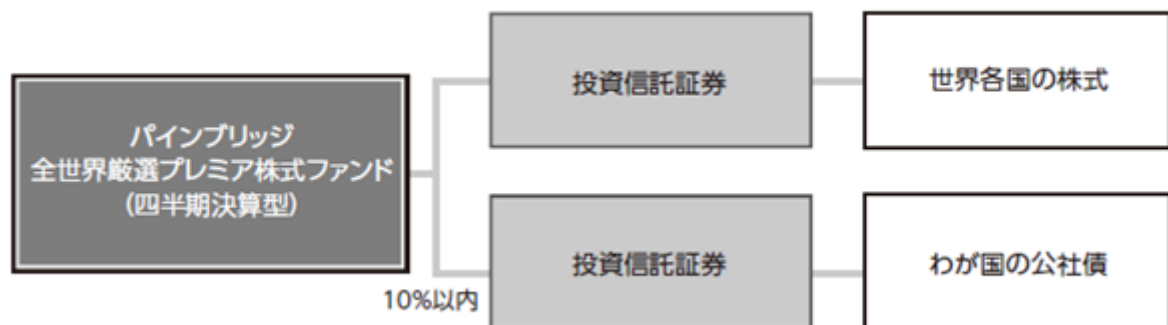 パインブリッジ
全世界厳選プレミア株式ファンド
(四半期決算型)
投資信託証券
世界各国の株式
10%以内
投資信託証券
わが国の公社債